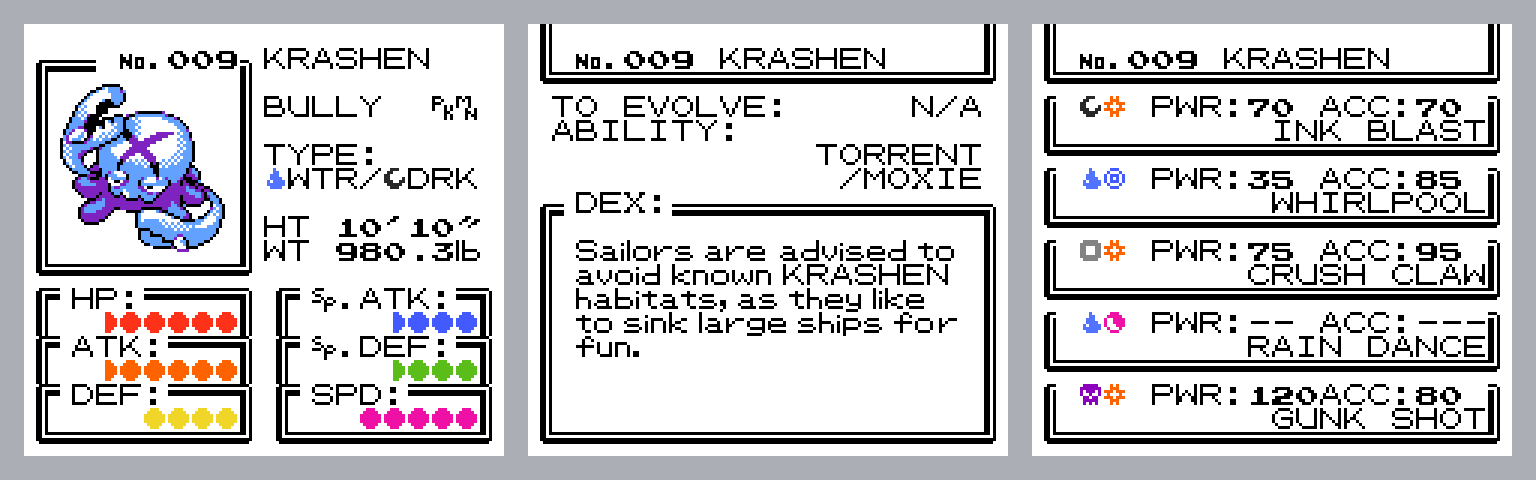 No. 009 KRASHEN
BULLY PKMN
TYPE:
WTR/DRK
HT 10'10"
WT 980.3lb
HP:
ATK:
DEF:
Sp. ATK:
Sp. DEF:
SPD:
No. 009 KRASHEN
TO EVOLVE: N/A
ABILITY:
TORRENT
/MOXIE
DEX:
Sailors are advised to
avoid known KRASHEN
habitats, as they like
to sink large ships for
fun.
No. 009 KRASHEN
PWR:70 ACC:70
INK BLAST
PWR:35 ACC:85
WHIRLPOOL
PWR:75 ACC:95
CRUSH CLAW
PWR:-- ACC:---
RAIN DANCE
PWR:120ACC:80
GUNK SHOT